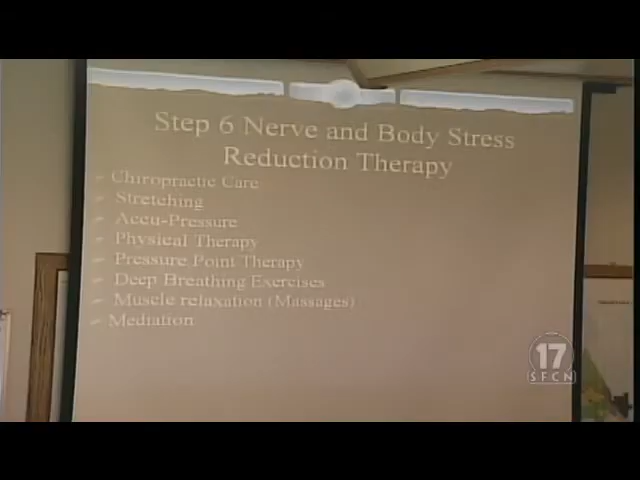 Step 6 Nerve and Body Stress
Reduction Therapy
Chiropractic Care
Stretching
Accu-Pressure
Physical Therapy
Pressure Point Therapy
Deep Breathing Exercises
Muscle relaxation (Massages)
Mediation
17
SFCN